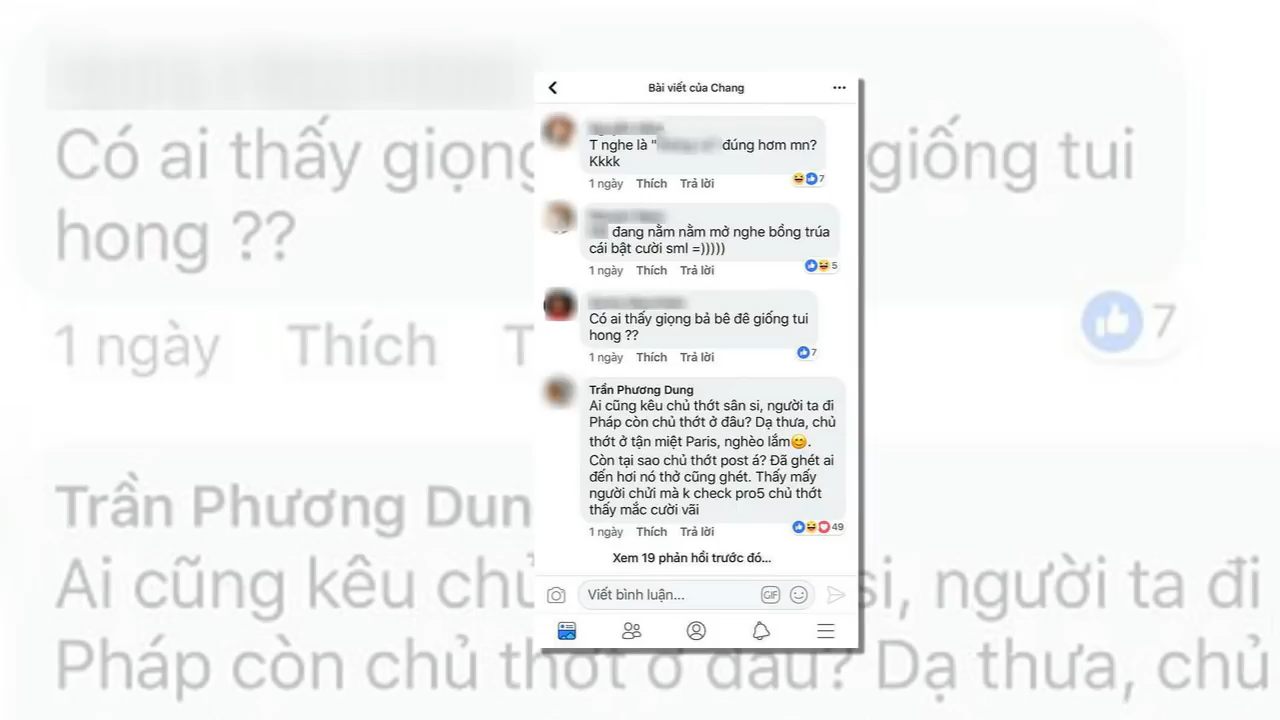 Bài viết của Chang
T nghe là " đúng hơm mn?
Kkkk
1 ngày Thích Trả lời 7
đang nằm nằm mở nghe bồng trúa
cái bật cười sml =)))))
1 ngày Thích Trả lời 5
Có ai thấy giọng bả bê đê giống tui
hong ??
1 ngày Thích Trả lời 7
Trần Phương Dung
Ai cũng kêu chủ thớt sân si, người ta đi
Pháp còn chủ thớt ở đâu? Dạ thưa, chủ
thớt ở tận miệt Paris, nghèo lắm😊.
Còn tại sao chủ thớt post á? Đã ghét ai
đến hơi nó thở cũng ghét. Thấy mấy
người chửi mà k check pro5 chủ thớt
thấy mắc cười vãi
1 ngày Thích Trả lời 49
Xem 19 phản hồi trước đó...
Viết bình luận... GIF
Có ai thấy giọng giống tui
hong ??
1 ngày Thích T 7
Trần Phương Dun
Ai cũng kêu chủ si, người ta đi
Pháp còn chủ thớt ở đâu? Dạ thưa, chủ